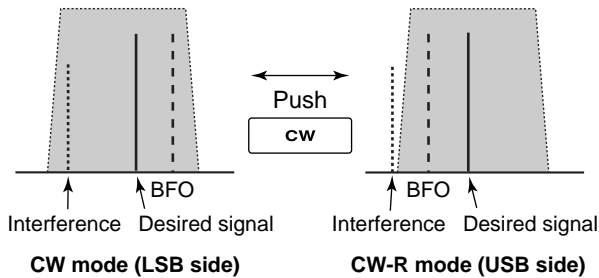 Push
CW
BFO
Interference
Desired signal
CW mode (LSB side)
BFO
Interference
Desired signal
CW-R mode (USB side)